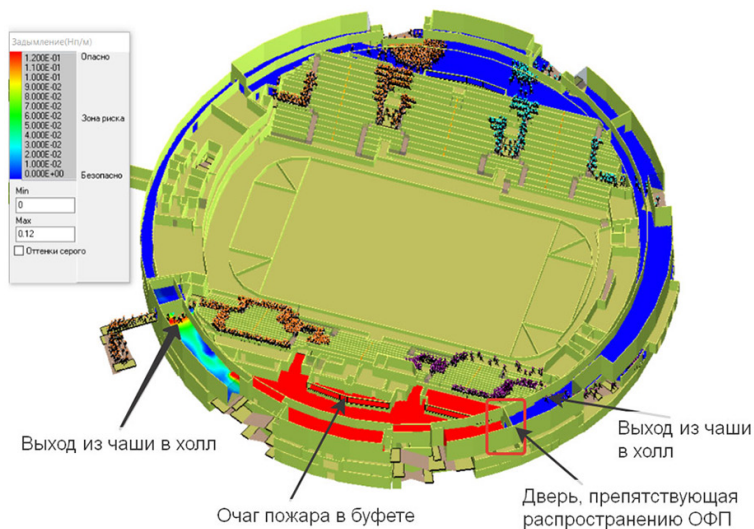 Задымление(Нп/м)
1.200E-01 Опасно
1.100E-01
1.000E-01
9.000E-02
8.000E-02
7.000E-02
6.000E-02 Зона риска
5.000E-02
4.000E-02
3.000E-02
2.000E-02
1.000E-02
0.000E+00 Безопасно
Min
0
Max
0.12
Оттенки серого
Выход из чаши в холл
Очаг пожара в буфете
Выход из чаши
в холл
Дверь, препятствующая
распространению ОФП